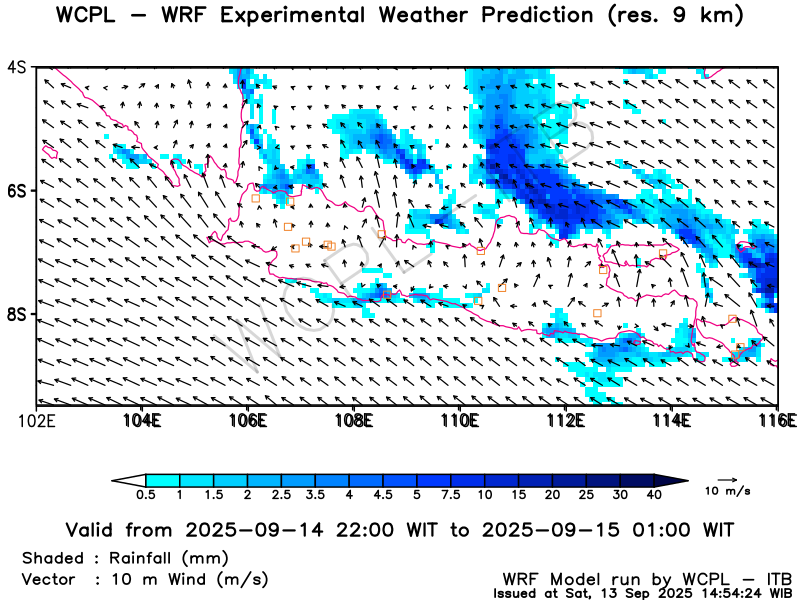 WCPL − WRF Experimental Weather Prediction (res. 9 km)
4S
6S
8S
102E 104E 106E 108E 110E 112E 114E 116E
WCPL ITB
0.5 1 1.5 2 2.5 3.5 4 4.5 5 7.5 10 15 20 25 30 40
10 m/s
Valid from 2025−09−14 22:00 WIT to 2025−09−15 01:00 WIT
Shaded : Rainfall (mm)
Vector : 10 m Wind (m/s)
WRF Model run by WCPL − ITB
Issued at Sat, 13 Sep 2025 14:54:24 WIB